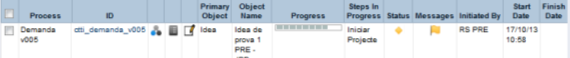 Process ID Primary Object Object Name Progress Steps In Progress Status Messages Initiated By Start Date Finish Date
Demanda v005 ctti_demanda_v005 Idea Idea de prova 1 PRE - Iniciar Projecte RS PRE 17/10/13 10:58